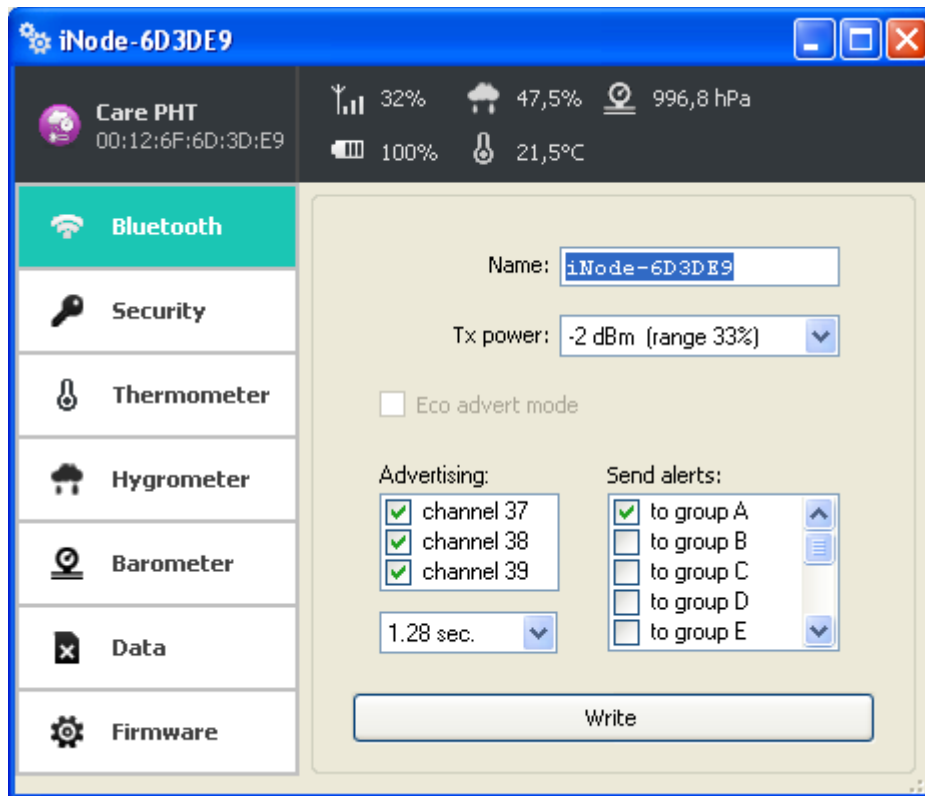 iNode-6D3DE9
Care PHT
00:12:6F:6D:3D:E9
32% 47,5% 996,8 hPa
100% 21,5°C
Bluetooth
Security
Thermometer
Hygrometer
Barometer
Data
Firmware
Name: iNode-6D3DE9
Tx power: -2 dBm (range 33%)
Eco advert mode
Advertising:
channel 37
channel 38
channel 39
1.28 sec.
Send alerts:
to group A
to group B
to group C
to group D
to group E
Write